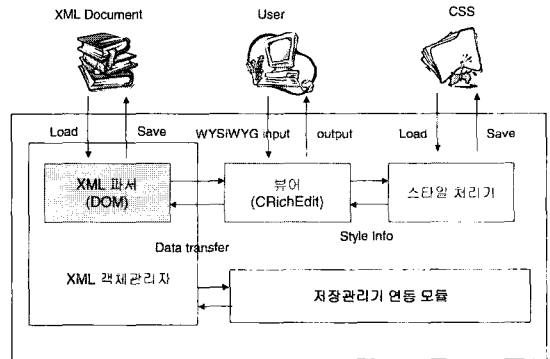 XML Document
User
CSS
Load
Save
WYSiWYG input
output
Load
Save
XML 파서
(DOM)
뷰어
(CRichEdit)
스타일 처리기
Data transfer
Style Info
XML 객체관리자
저장관리기 연동 모듈